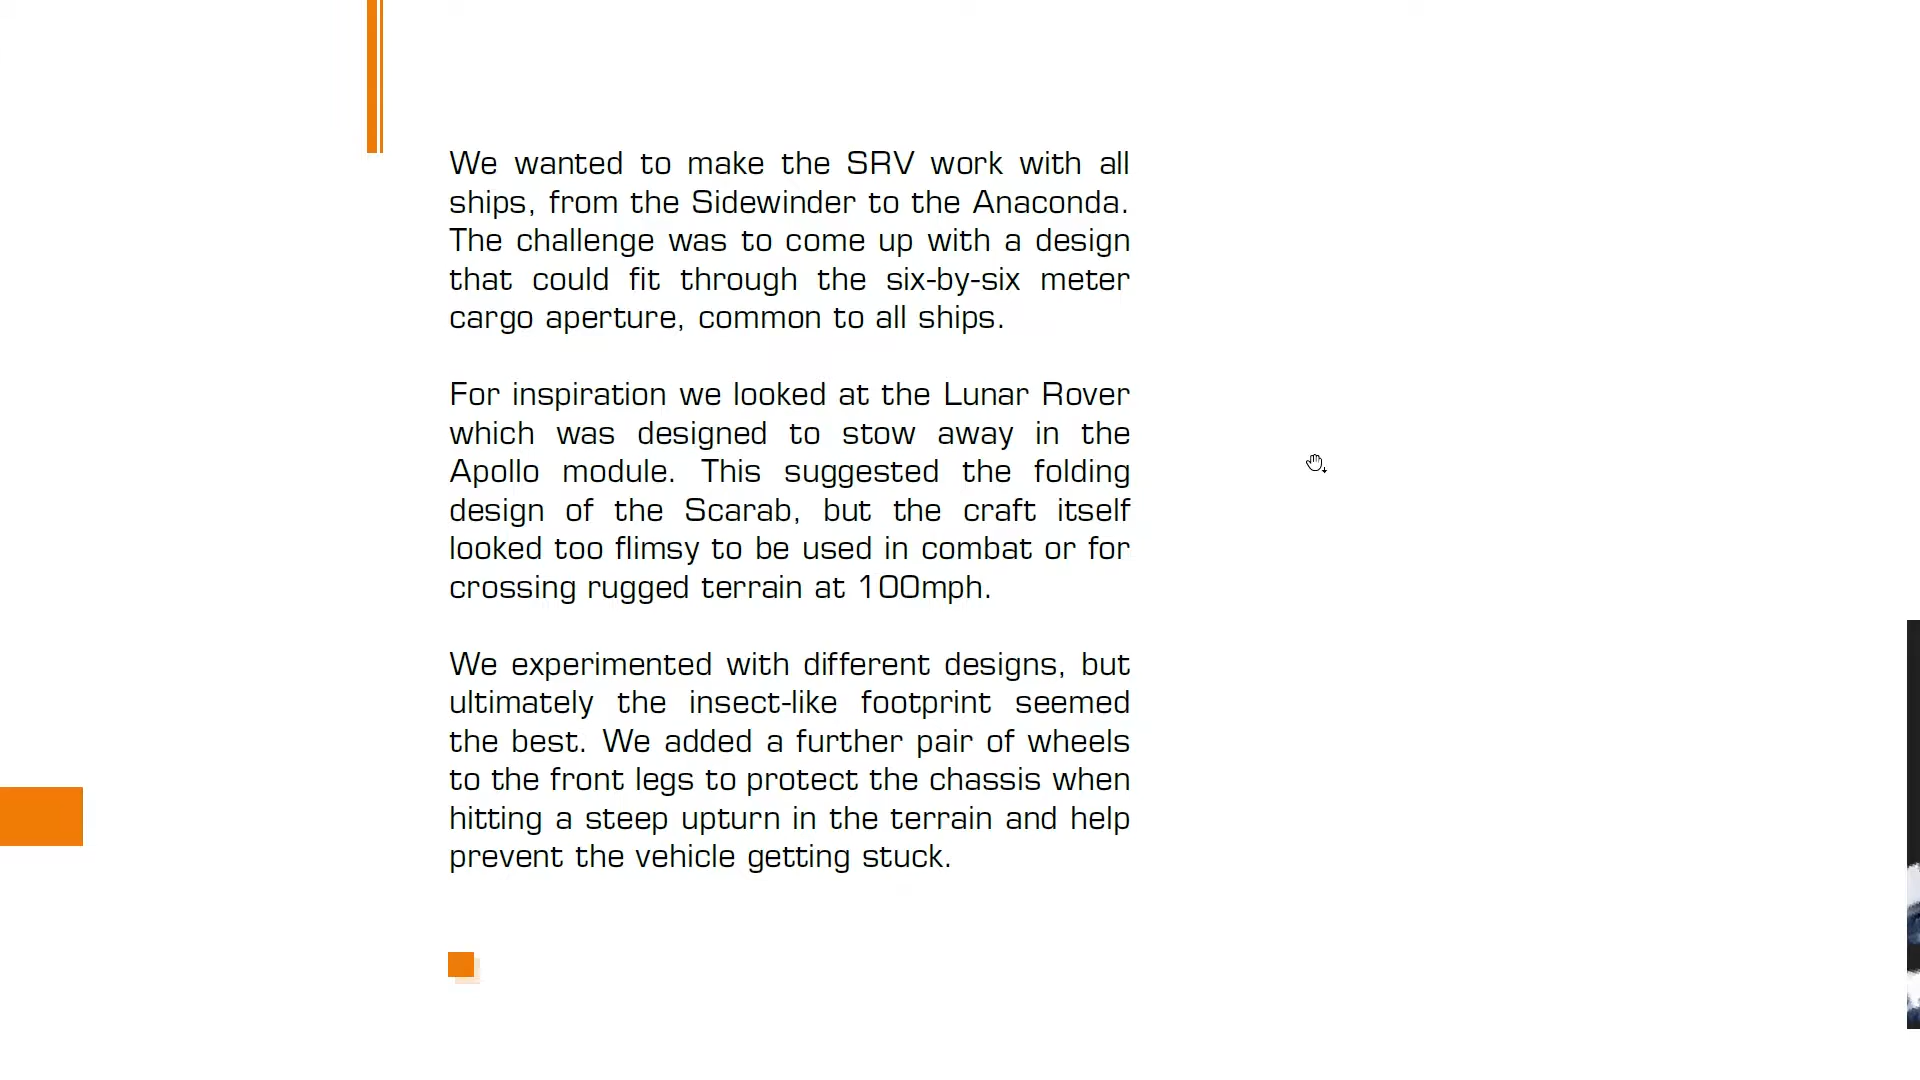 We wanted to make the SRV work with all
ships, from the Sidewinder to the Anaconda.
The challenge was to come up with a design
that could fit through the six-by-six meter
cargo aperture, common to all ships.
For inspiration we looked at the Lunar Rover
which was designed to stow away in the
Apollo module. This suggested the folding
design of the Scarab, but the craft itself
looked too flimsy to be used in combat or for
crossing rugged terrain at 100mph.
We experimented with different designs, but
ultimately the insect-like footprint seemed
the best. We added a further pair of wheels
to the front legs to protect the chassis when
hitting a steep upturn in the terrain and help
prevent the vehicle getting stuck.